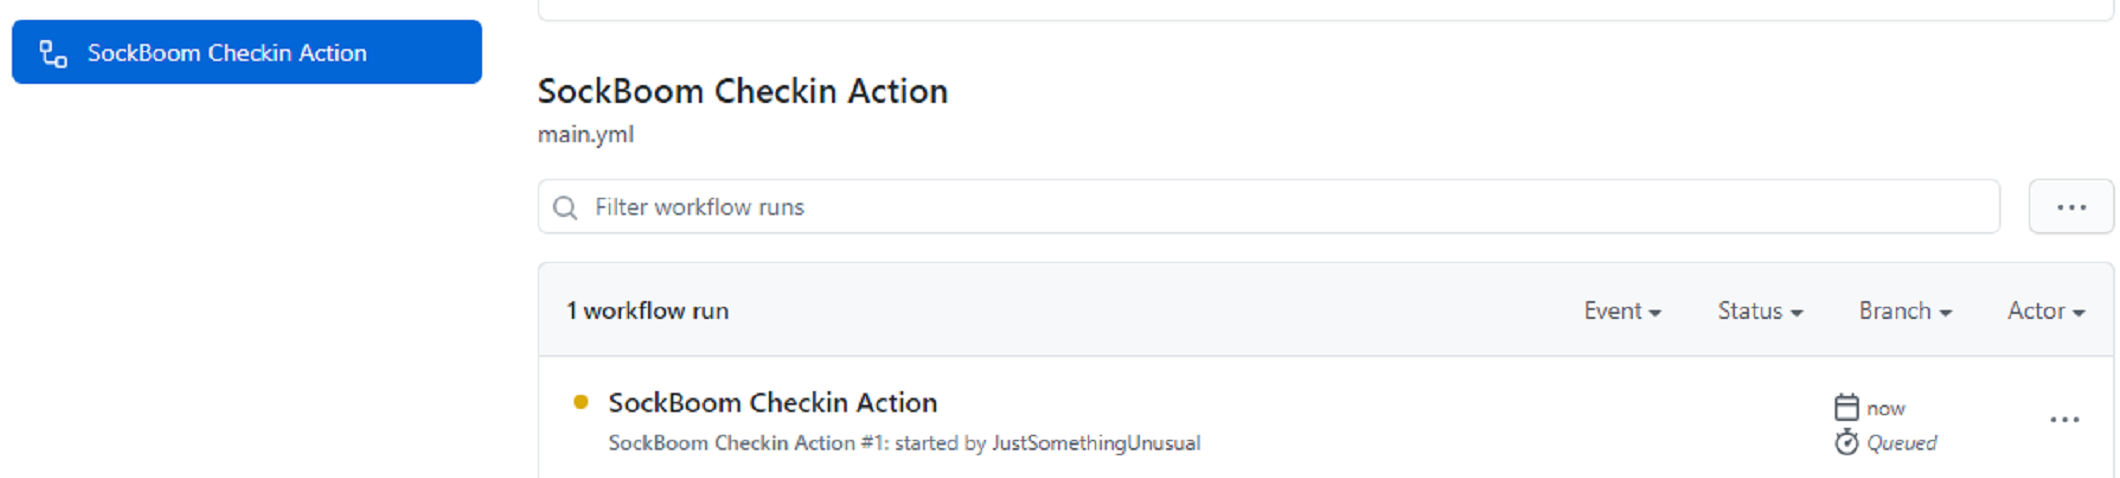 SockBoom Checkin Action
SockBoom Checkin Action
main.yml
Filter workflow runs
1 workflow run
Event
Status
Branch
Actor
SockBoom Checkin Action
now
SockBoom Checkin Action #1: started by JustSomethingUnusual
Queued